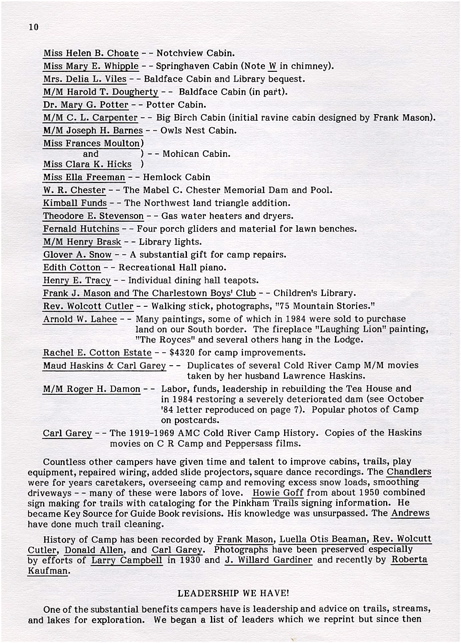 10
Miss Helen B. Choate - - Notchview Cabin.
Miss Mary E. Whipple - - Springhaven Cabin (Note W in chimney).
Mrs. Delia L. Viles - - Baldface Cabin and Library bequest.
M/M Harold T. Dougherty - - Baldface Cabin (in part).
Dr. Mary G. Potter - - Potter Cabin.
M/M C. L. Carpenter - - Big Birch Cabin (initial ravine cabin designed by Frank Mason).
M/M Joseph H. Barnes - - Owls Nest Cabin.
Miss Frances Moulton)
and ) - - Mohican Cabin.
Miss Clara K. Hicks )
Miss Ella Freeman - - Hemlock Cabin
W. R. Chester - - The Mabel C. Chester Memorial Dam and Pool.
Kimball Funds - - The Northwest land triangle addition.
Theodore E. Stevenson - - Gas water heaters and dryers.
Fernald Hutchins - - Four porch gliders and material for lawn benches.
M/M Henry Brask - - Library lights.
Glover A. Snow - - A substantial gift for camp repairs.
Edith Cotton - - Recreational Hall piano.
Henry E. Tracy - - Individual dining hall teapots.
Frank J. Mason and The Charlestown Boys' Club - - Children's Library.
Rev. Wolcott Cutler - - Walking stick, photographs, "75 Mountain Stories."
Arnold W. Lahee - - Many paintings, some of which in 1984 were sold to purchase
land on our South border. The fireplace "Laughing Lion" painting,
"The Royces" and several others hang in the Lodge.
Rachel E. Cotton Estate - - $4320 for camp improvements.
Maud Haskins & Carl Garey - - Duplicates of several Cold River Camp M/M movies
taken by her husband Lawrence Haskins.
M/M Roger H. Damon - - Labor, funds, leadership in rebuilding the Tea House and
in 1984 restoring a severely deteriorated dam (see October
'84 letter reproduced on page 7). Popular photos of Camp
on postcards.
Carl Garey - - The 1919-1969 AMC Cold River Camp History. Copies of the Haskins
movies on C R Camp and Peppersass films.
Countless other campers have given time and talent to improve cabins, trails, play
equipment, repaired wiring, added slide projectors, square dance recordings. The Chandlers
were for years caretakers, overseeing camp and removing excess snow loads, smoothing
driveways - - many of these were labors of love. Howie Goff from about 1950 combined
sign making for trails with cataloging for the Pinkham Trails signing information. He
became Key Source for Guide Book revisions. His knowledge was unsurpassed. The Andrews
have done much trail cleaning.
History of Camp has been recorded by Frank Mason, Luella Otis Beaman, Rev. Wolcott
Cutler, Donald Allen, and Carl Garey. Photographs have been preserved especially
by efforts of Larry Campbell in 1930 and J. Willard Gardiner and recently by Roberta
Kaufman.
LEADERSHIP WE HAVE!
One of the substantial benefits campers have is leadership and advice on trails, streams,
and lakes for exploration. We began a list of leaders which we reprint but since then